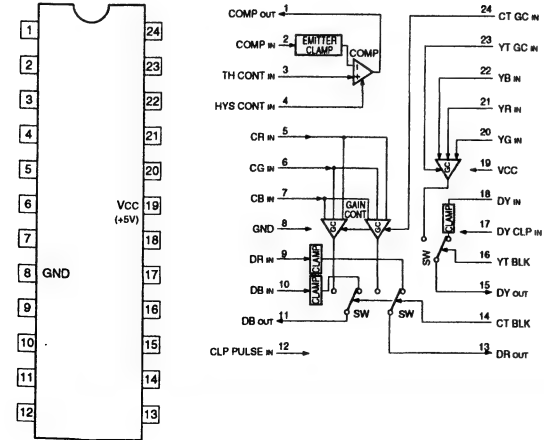 1
2
3
4
5
6
7
8 GND
9
10
11
12
24
23
22
21
20
VCC 19
(+5V)
18
17
16
15
14
13
COMP OUT 1
COMP IN 2
EMITTER
CLAMP
COMP
TH CONT IN 3
HYS CONT IN 4
CR IN 5
CG IN 6
CB IN 7
GAIN
CONT
GC
GC
GND 8
DR IN 9
CLAMP
CLAMP
DB IN 10
DB OUT 11
SW
SW
CLP PULSE IN 12
24 CT GC IN
23 YT GC IN
22 YB IN
21 YR IN
20 YG IN
GC
19 VCC
18 DY IN
CLAMP
17 DY CLP IN
SW
16 YT BLK
15 DY OUT
14 CT BLK
13 DR OUT